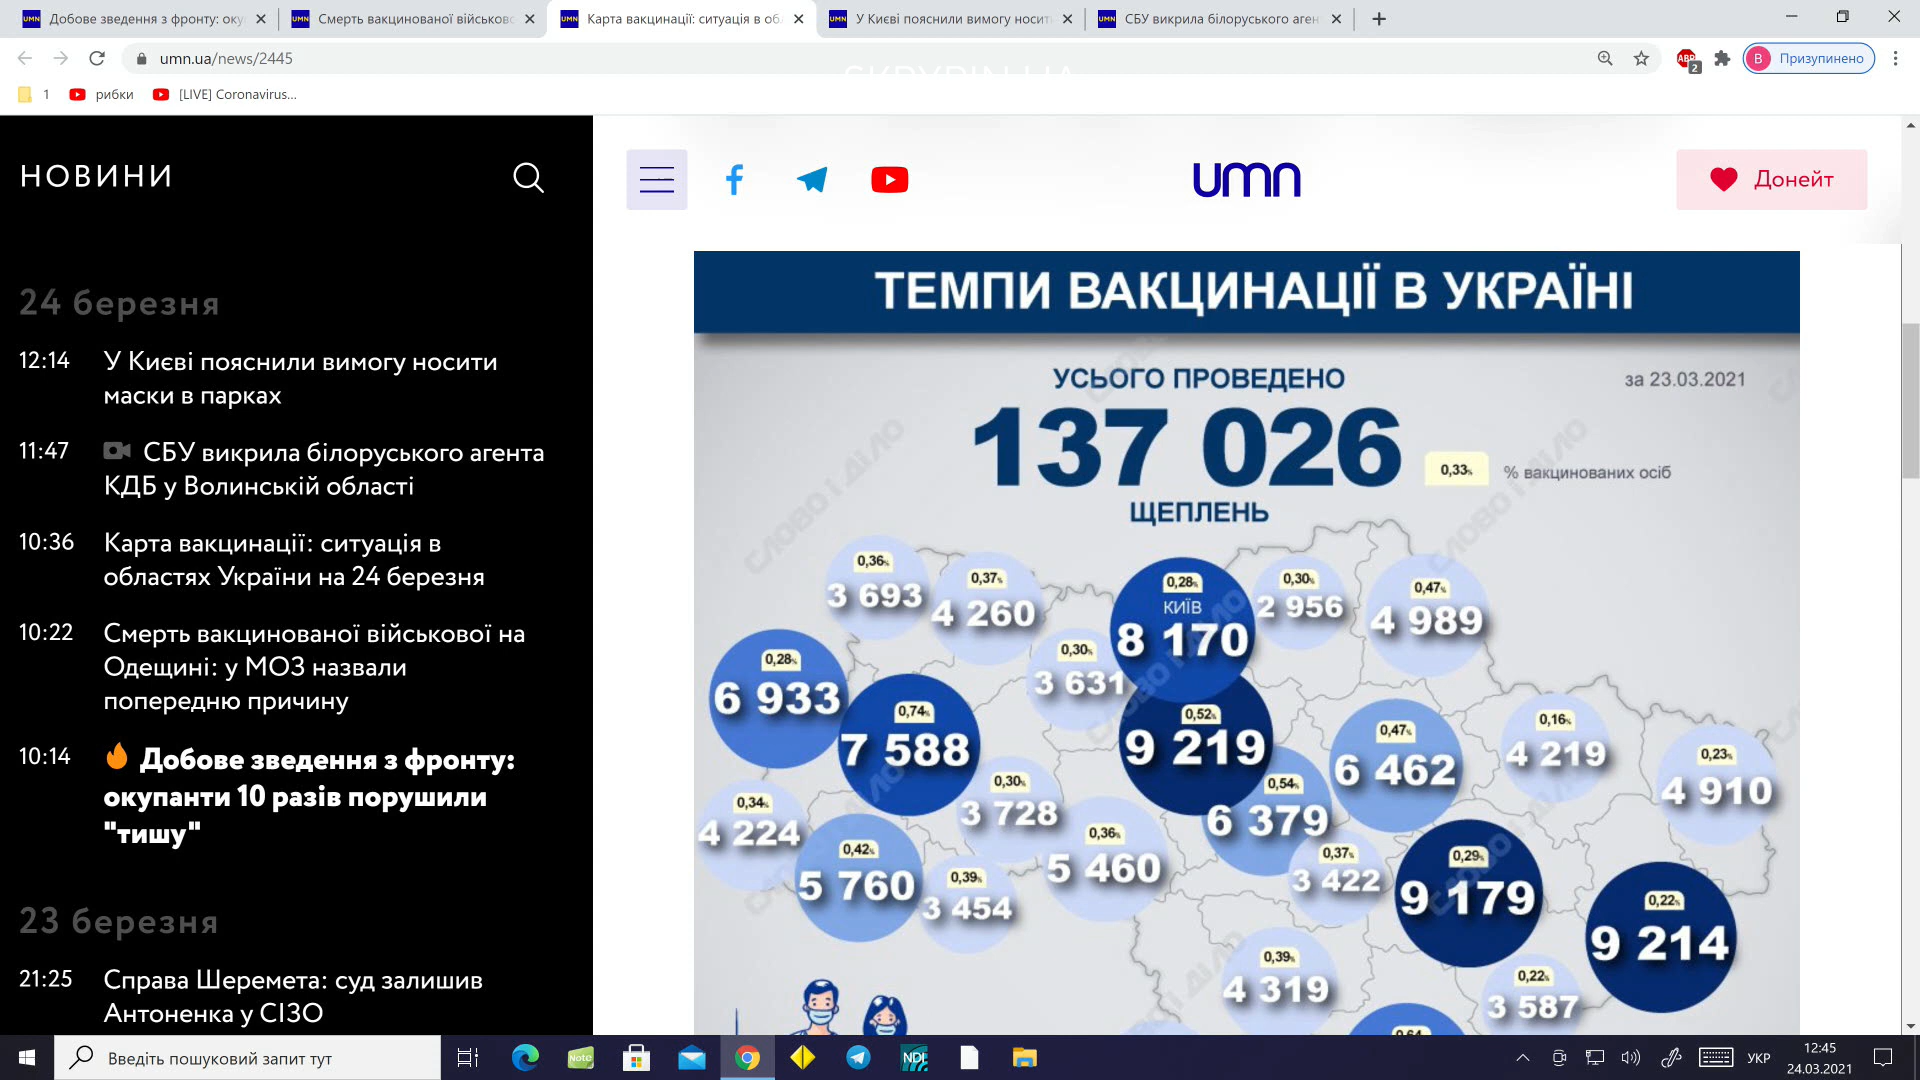 Добове зведення з фронту: оку
Смерть вакцинованої військово
Карта вакцинації: ситуація в об
У Києві пояснили вимогу носит
СБУ викрила білоруського аген
umn.ua/news/2445
ABP
2
В
Призупинено
1
рибки
[LIVE] Coronavirus...
НОВИНИ
24 березня
12:14
У Києві пояснили вимогу носити
маски в парках
11:47
СБУ викрила білоруського агента
КДБ у Волинській області
10:36
Карта вакцинації: ситуація в
областях України на 24 березня
10:22
Смерть вакцинованої військової на
Одещині: у МОЗ назвали
попередню причину
10:14
Добове зведення з фронту:
окупанти 10 разів порушили
"тишу"
23 березня
21:25
Справа Шеремета: суд залишив
Антоненка у СІЗО
umn
Донейт
ТЕМПИ ВАКЦИНАЦІЇ В УКРАЇНІ
УСЬОГО ПРОВЕДЕНО
за 23.03.2021
137 026
0,33%
% вакцинованих осіб
ЩЕПЛЕНЬ
0,36%
3 693
0,37%
4 260
0,28%
КИЇВ
8 170
0,30%
2 956
0,47%
4 989
0,28%
6 933
0,74%
7 588
0,30%
3 631
0,52%
9 219
0,47%
6 462
0,16%
4 219
0,23%
4 910
0,34%
4 224
0,30%
3 728
0,54%
6 379
0,42%
5 760
0,39%
3 454
0,36%
5 460
0,37%
3 422
0,29%
9 179
0,22%
9 214
0,39%
4 319
0,22%
3 587
СЛОВО І ДІЛО
Введіть пошуковий запит тут
Note
NDI
УКР
12:45
24.03.2021